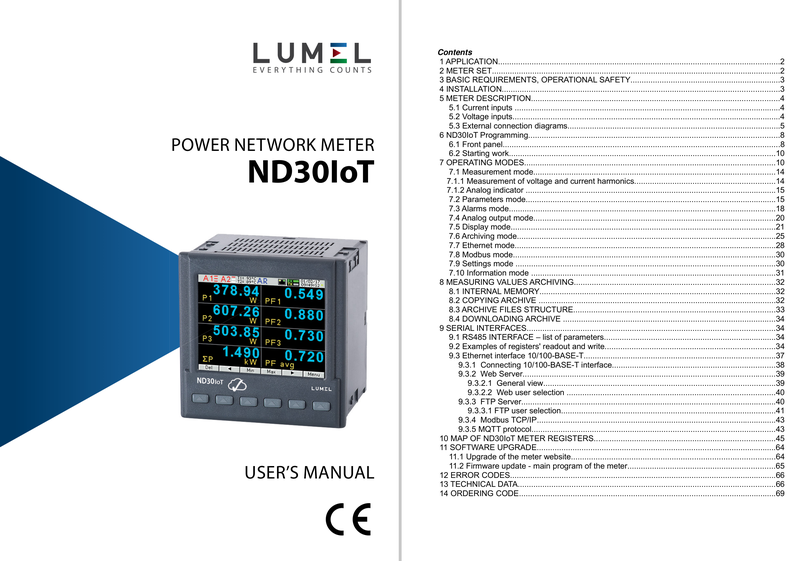 LUMEL
EVERYTHING COUNTS
POWER NETWORK METER
ND30IoT
A1 A2 AR
378.94 0.549
P1 W PF1
607.26 0.880
P2 W PF2
503.85 0.730
P3 W PF3
1.490 0.720
ΣP kW PF avg
Del ◄ Min Max ► Menu
ND30IoT
LUMEL
USER'S MANUAL
CE
Contents
1 APPLICATION....2
2 METER SET....2
3 BASIC REQUIREMENTS, OPERATIONAL SAFETY....3
4 INSTALLATION....3
5 METER DESCRIPTION....4
5.1 Current inputs ....4
5.2 Voltage inputs....4
5.3 External connection diagrams....5
6 ND30IoT Programming....8
6.1 Front panel....8
6.2 Starting work....10
7 OPERATING MODES....10
7.1 Measurement mode....14
7.1.1 Measurement of voltage and current harmonics....14
7.1.2 Analog indicator ....15
7.2 Parameters mode....15
7.3 Alarms mode....18
7.4 Analog output mode....20
7.5 Display mode....21
7.6 Archiving mode....25
7.7 Ethernet mode....28
7.8 Modbus mode....30
7.9 Settings mode ....30
7.10 Information mode ....31
8 MEASURING VALUES ARCHIVING....32
8.1 INTERNAL MEMORY....32
8.2 COPYING ARCHIVE ....32
8.3 ARCHIVE FILES STRUCTURE....33
8.4 DOWNLOADING ARCHIVE ....34
9 SERIAL INTERFACES....34
9.1 RS485 INTERFACE – list of parameters....34
9.2 Examples of registers' readout and write....34
9.3 Ethernet interface 10/100-BASE-T....37
9.3.1 Connecting 10/100-BASE-T interface....38
9.3.2 Web Server....39
9.3.2.1 General view....39
9.3.2.2 Web user selection ....40
9.3.3 FTP Server....40
9.3.3.1 FTP user selection....41
9.3.4 Modbus TCP/IP....43
9.3.5 MQTT protocol....43
10 MAP OF ND30IoT METER REGISTERS....45
11 SOFTWARE UPGRADE....64
11.1 Upgrade of the meter website....64
11.2 Firmware update - main program of the meter....65
12 ERROR CODES....66
13 TECHNICAL DATA....66
14 ORDERING CODE....69